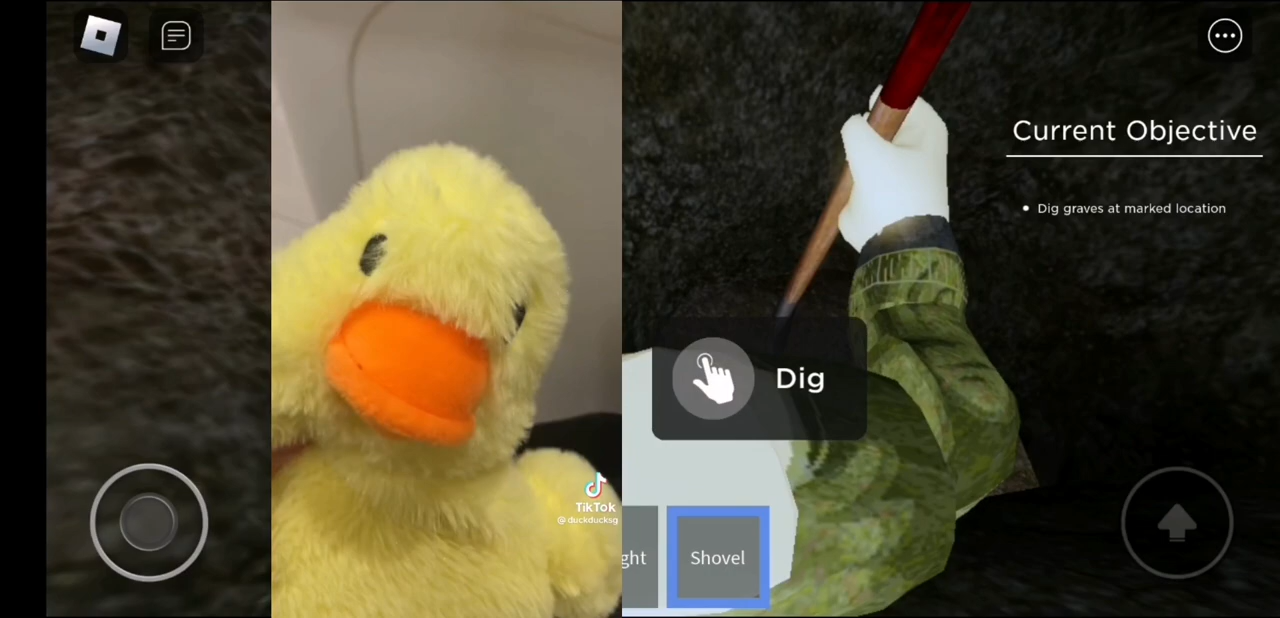 Current Objective
Dig graves at marked location
Dig
TikTok
@duckducksg
ght
Shovel